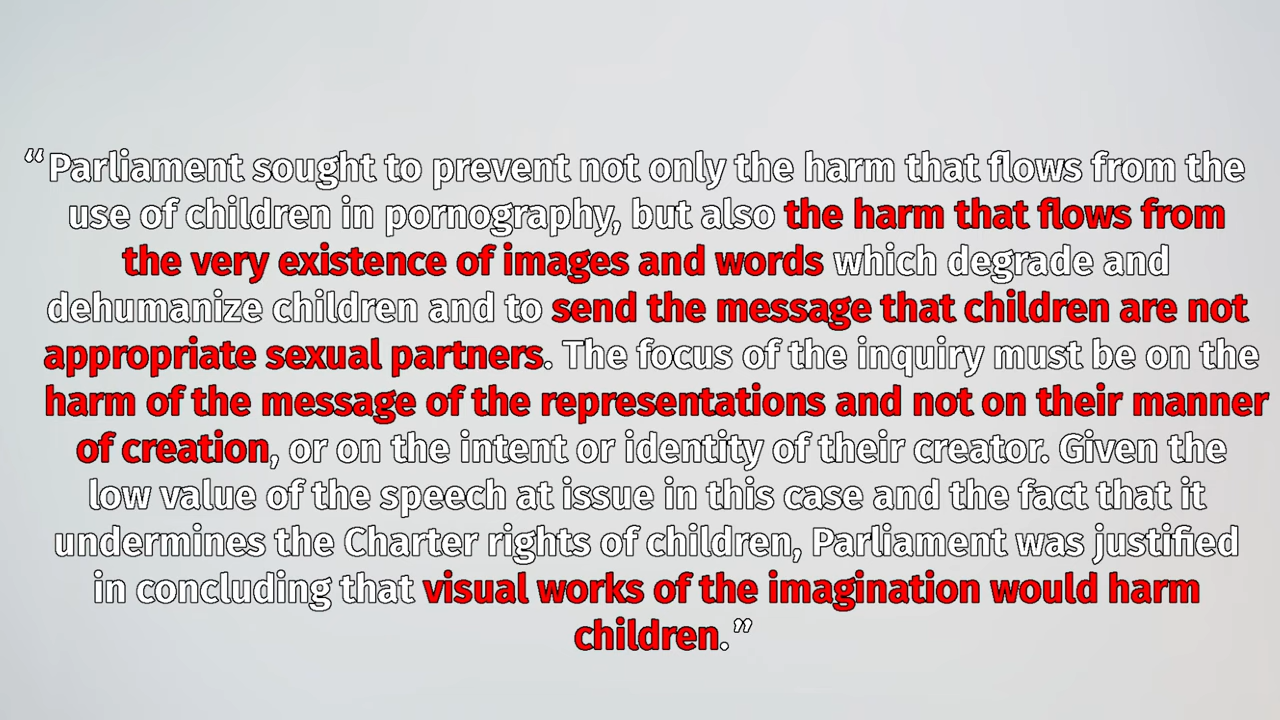 “Parliament sought to prevent not only the harm that flows from the
use of children in pornography, but also the harm that flows from
the very existence of images and words which degrade and
dehumanize children and to send the message that children are not
appropriate sexual partners. The focus of the inquiry must be on the
harm of the message of the representations and not on their manner
of creation, or on the intent or identity of their creator. Given the
low value of the speech at issue in this case and the fact that it
undermines the Charter rights of children, Parliament was justified
in concluding that visual works of the imagination would harm
children.”